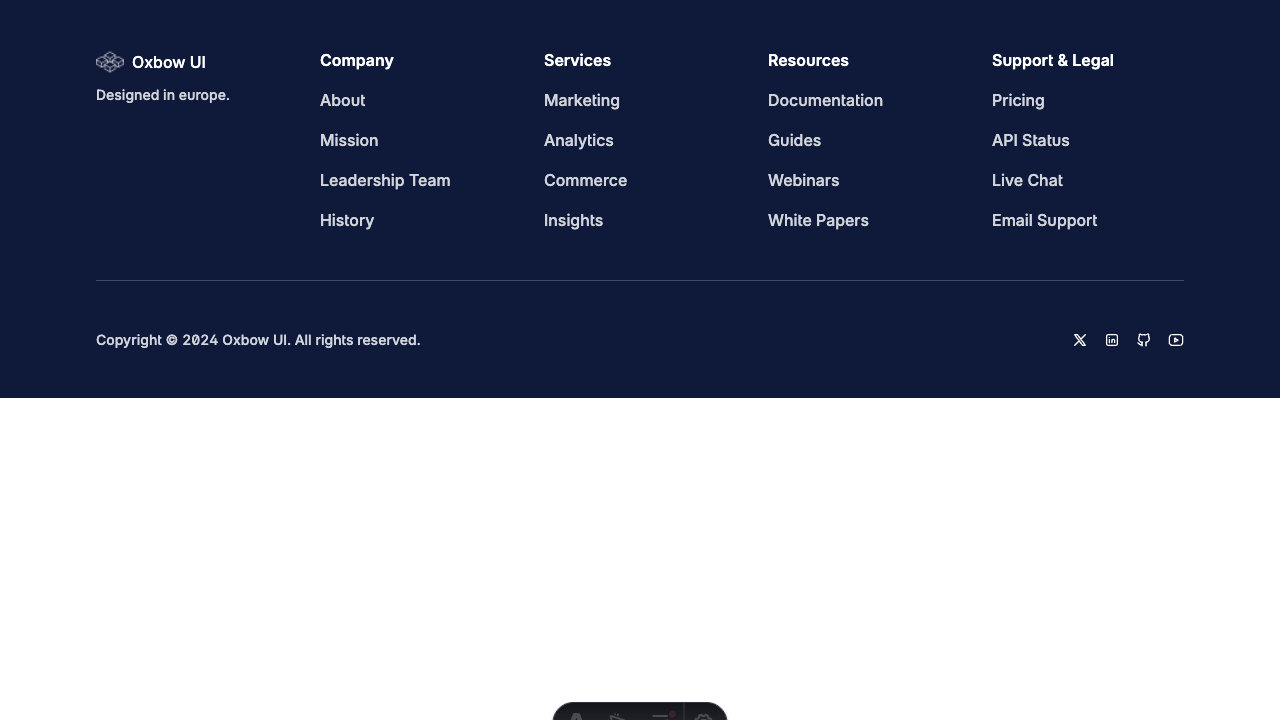 Oxbow UI
Designed in europe.
Company
About
Mission
Leadership Team
History
Services
Marketing
Analytics
Commerce
Insights
Resources
Documentation
Guides
Webinars
White Papers
Support & Legal
Pricing
API Status
Live Chat
Email Support
Copyright © 2024 Oxbow UI. All rights reserved.